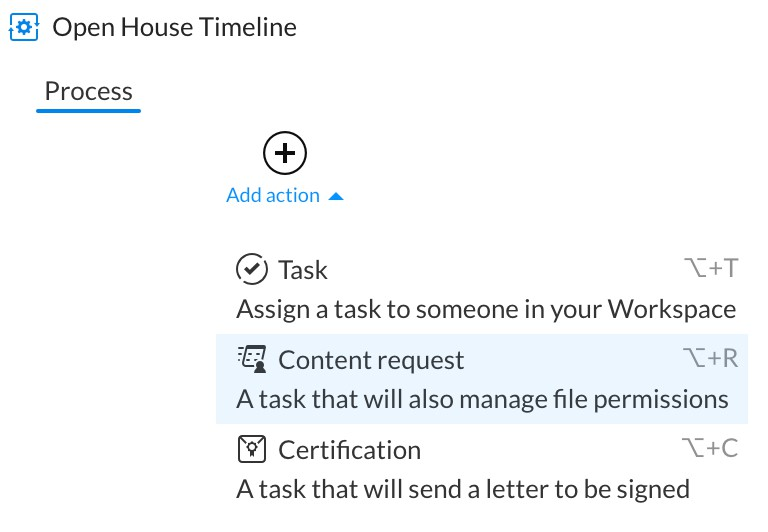 Open House Timeline
Process
Add action
Task ⌥+T
Assign a task to someone in your Workspace
Content request ⌥+R
A task that will also manage file permissions
Certification ⌥+C
A task that will send a letter to be signed